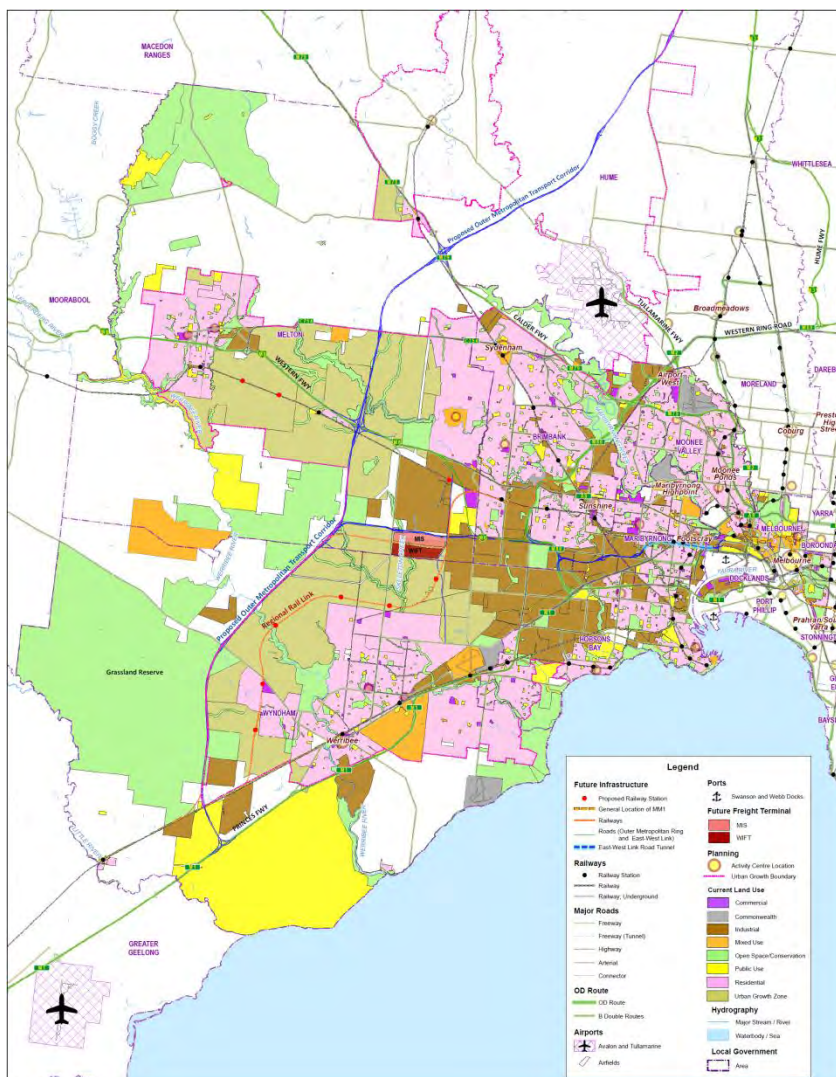 MACEDON
RANGES
BOGGY CREEK
WHITTLESEA
HUME
HUME FWY
Proposed Outer Metropolitan Transport Corridor
TULLAMARINE FWY
Broadmeadows
MOORABOOL
WESTERN RING ROAD
CALDER FWY
MELTON
Sydenham
WESTERN FWY
Airport
West
MORELAND
Coburg
BRIMBANK
MOONEE
VALLEY
Moonee
Ponds
Maribyrnong
Highpoint
Sunshine
YARRA
MARIBYRNONG
Footscray
MELBOURNE
Melbourne
MIS
WIFT
DOCKLANDS
PORT
PHILLIP
Proposed Outer Metropolitan Transport Corridor
WERRIBEE RIVER
Regional Rail Link
HOBSONS
BAY
Grassland Reserve
WYNDHAM
Werribee
PRINCES FWY
WERRIBEE RIVER
LITTLE RIVER
GREATER
GEELONG
Legend
Future Infrastructure
Proposed Railway Station
General Location of MM1
Railways
Roads (Outer Metropolitan Ring
and East-West Link)
East-West Link Road Tunnel
Railways
Railway Station
Railway
Railway, Underground
Major Roads
Freeway
Freeway (Tunnel)
Highway
Arterial
Connector
OD Route
OD Route
B Double Routes
Airports
Avalon and Tullamarine
Airfields
Ports
Swanson and Webb Docks
Future Freight Terminal
MIS
WIFT
Planning
Activity Centre Location
Urban Growth Boundary
Current Land Use
Commercial
Commonwealth
Industrial
Mixed Use
Open Space/Conservation
Public Use
Residential
Urban Growth Zone
Hydrography
Major Stream / River
Waterbody / Sea
Local Government
Area